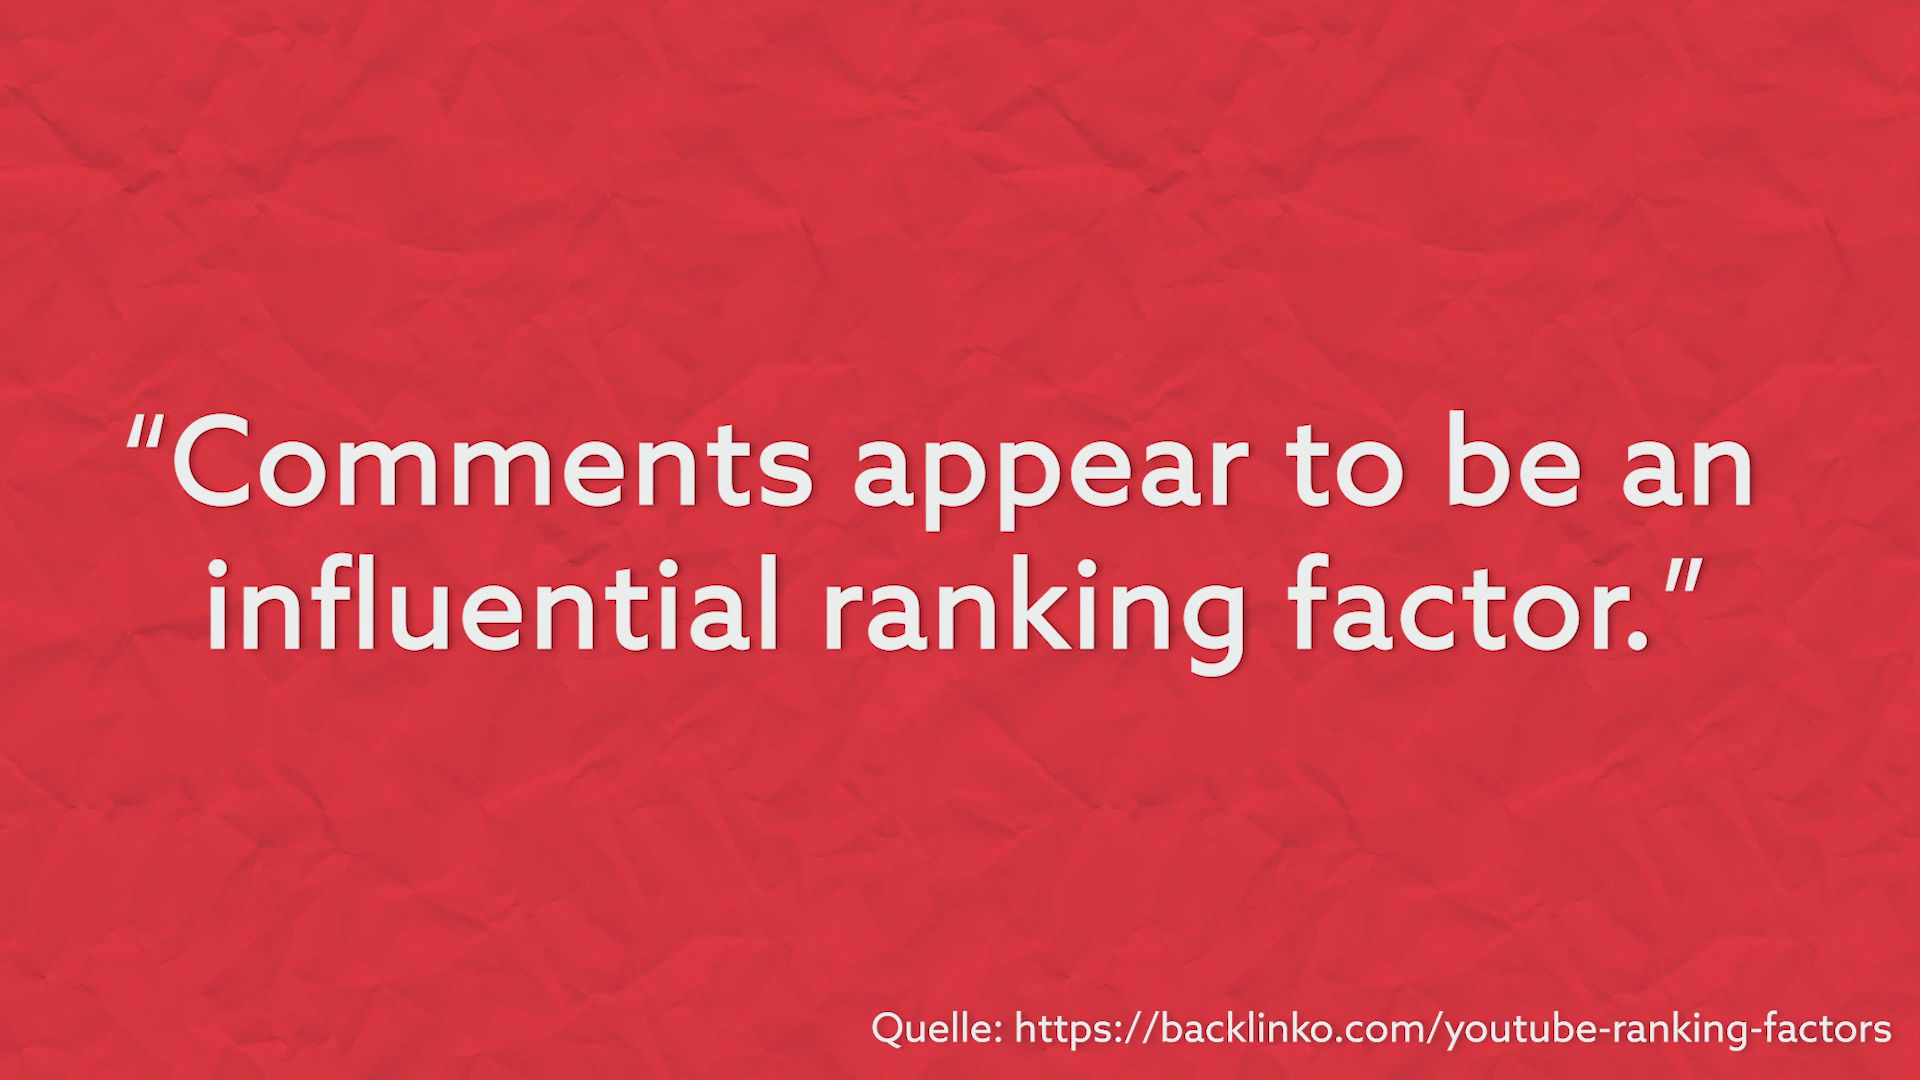 “Comments appear to be an
influential ranking factor.”
Quelle: https://backlinko.com/youtube-ranking-factors